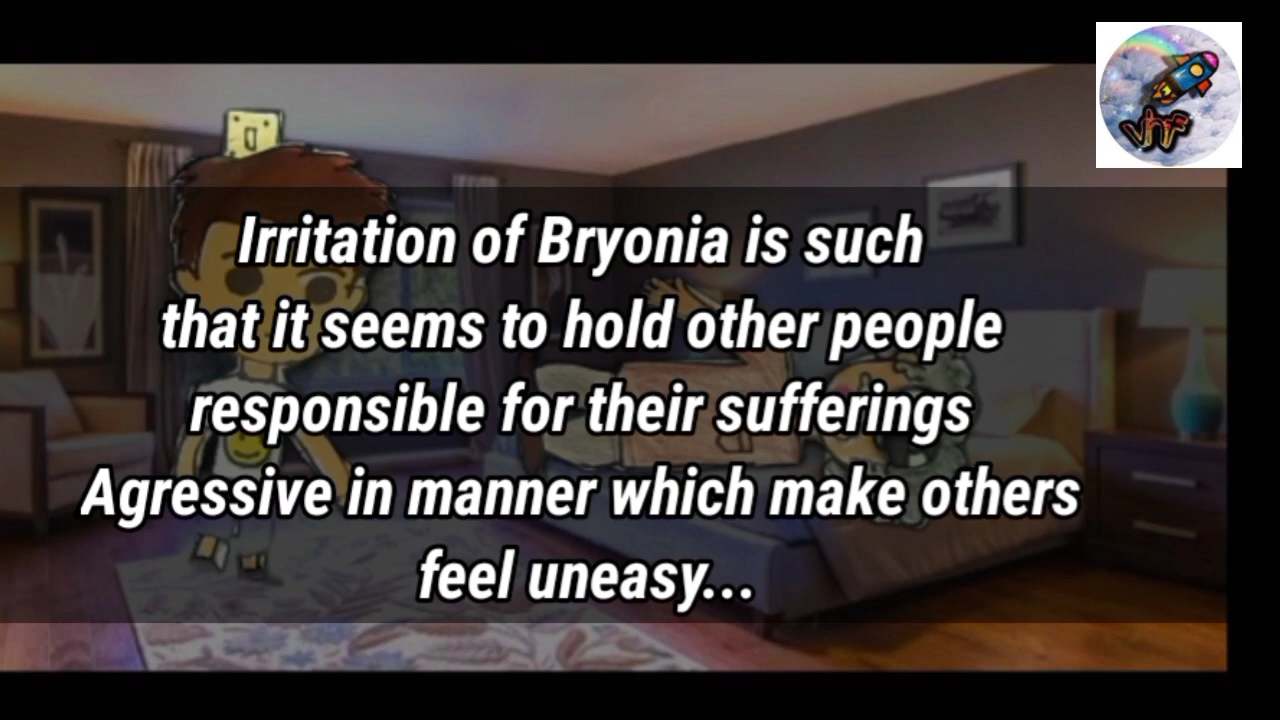 Irritation of Bryonia is such
that it seems to hold other people
responsible for their sufferings
Agressive in manner which make others
feel uneasy...